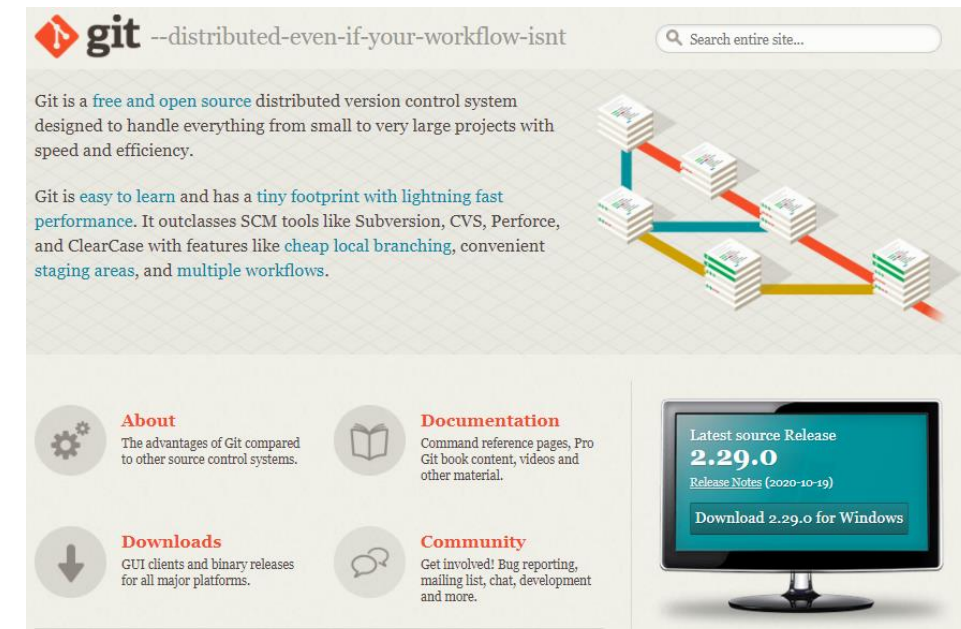 git --distributed-even-if-your-workflow-isnt
Search entire site...
Git is a free and open source distributed version control system
designed to handle everything from small to very large projects with
speed and efficiency.
Git is easy to learn and has a tiny footprint with lightning fast
performance. It outclasses SCM tools like Subversion, CVS, Perforce,
and ClearCase with features like cheap local branching, convenient
staging areas, and multiple workflows.
About
The advantages of Git compared
to other source control systems.
Documentation
Command reference pages, Pro
Git book content, videos and
other material.
Downloads
GUI clients and binary releases
for all major platforms.
Community
Get involved! Bug reporting,
mailing list, chat, development
and more.
Latest source Release
2.29.0
Release Notes (2020-10-19)
Download 2.29.0 for Windows